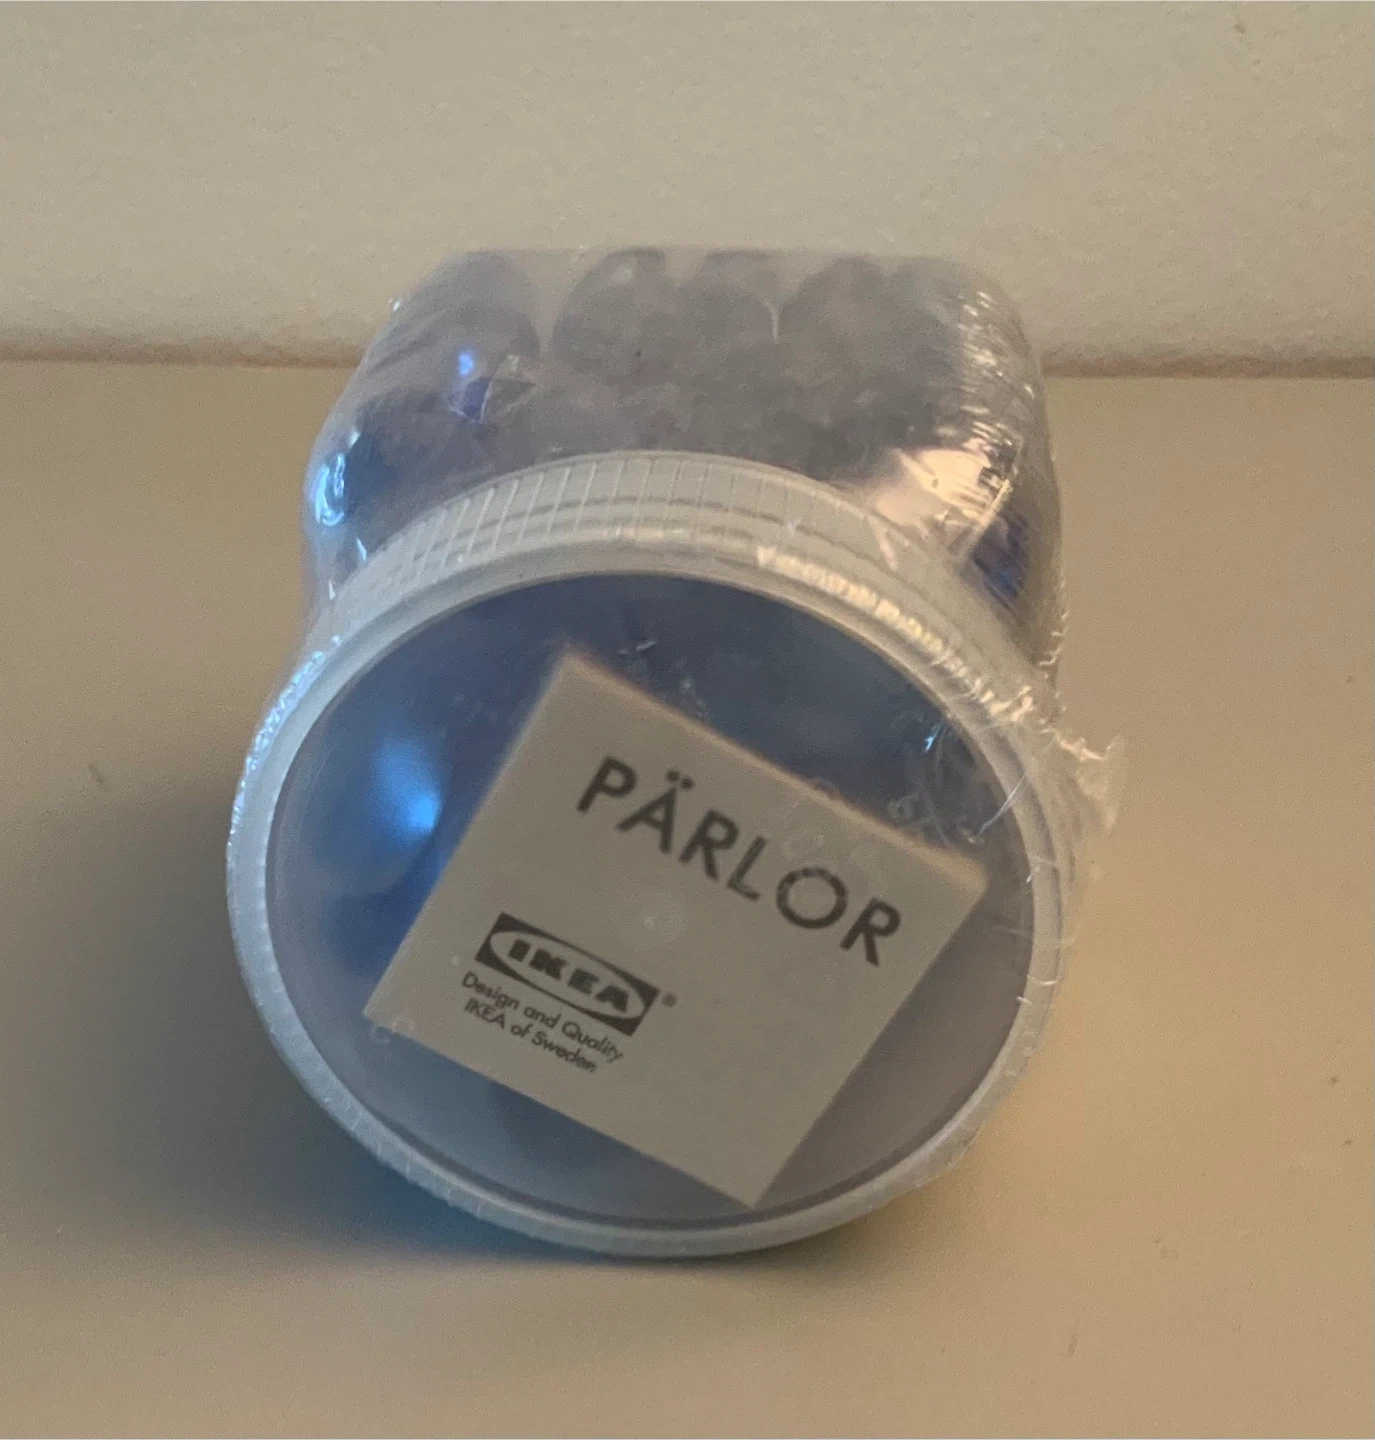 PÄRLOR
IKEA®
Design and Quality
IKEA of Sweden